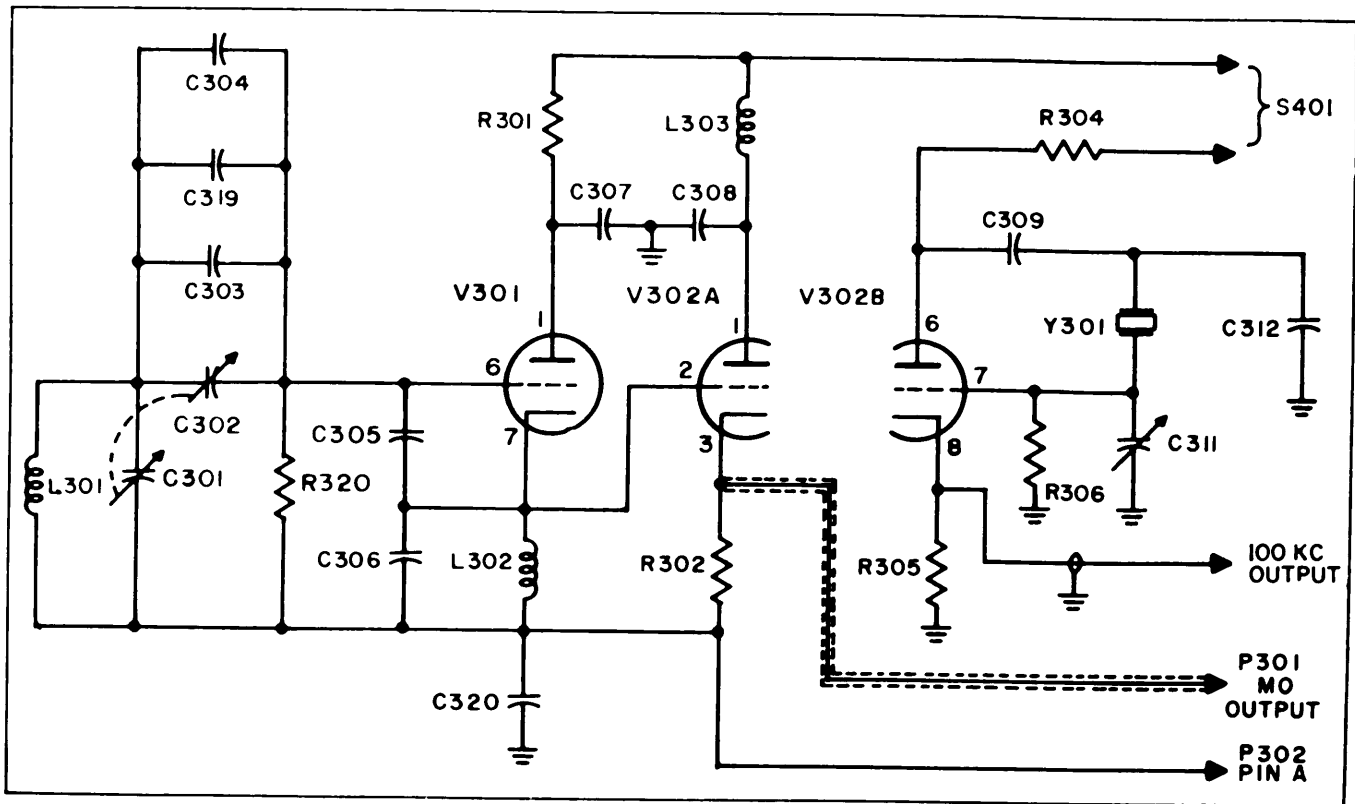 C304
R301
L303
R304
S401
C319
C307
C308
C309
C303
V301
V302A
V302B
1
1
6
Y301
C312
6
2
7
C302
C305
7
3
8
C311
L301
C301
R320
R306
C306
L302
R302
R305
100 KC
OUTPUT
C320
P301
MO
OUTPUT
P302
PIN A